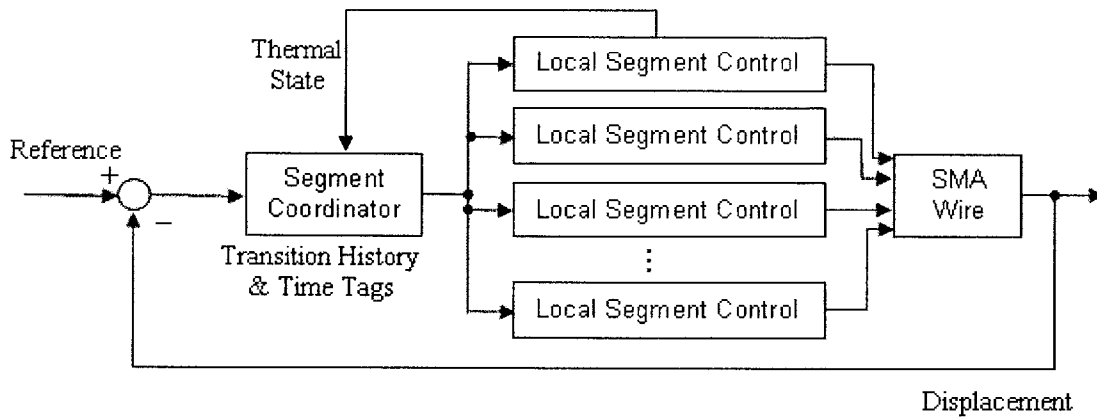 Thermal
State
Local Segment Control
Local Segment Control
Reference
+
−
Segment
Coordinator
Transition History
& Time Tags
Local Segment Control
⋮
Local Segment Control
SMA
Wire
Displacement